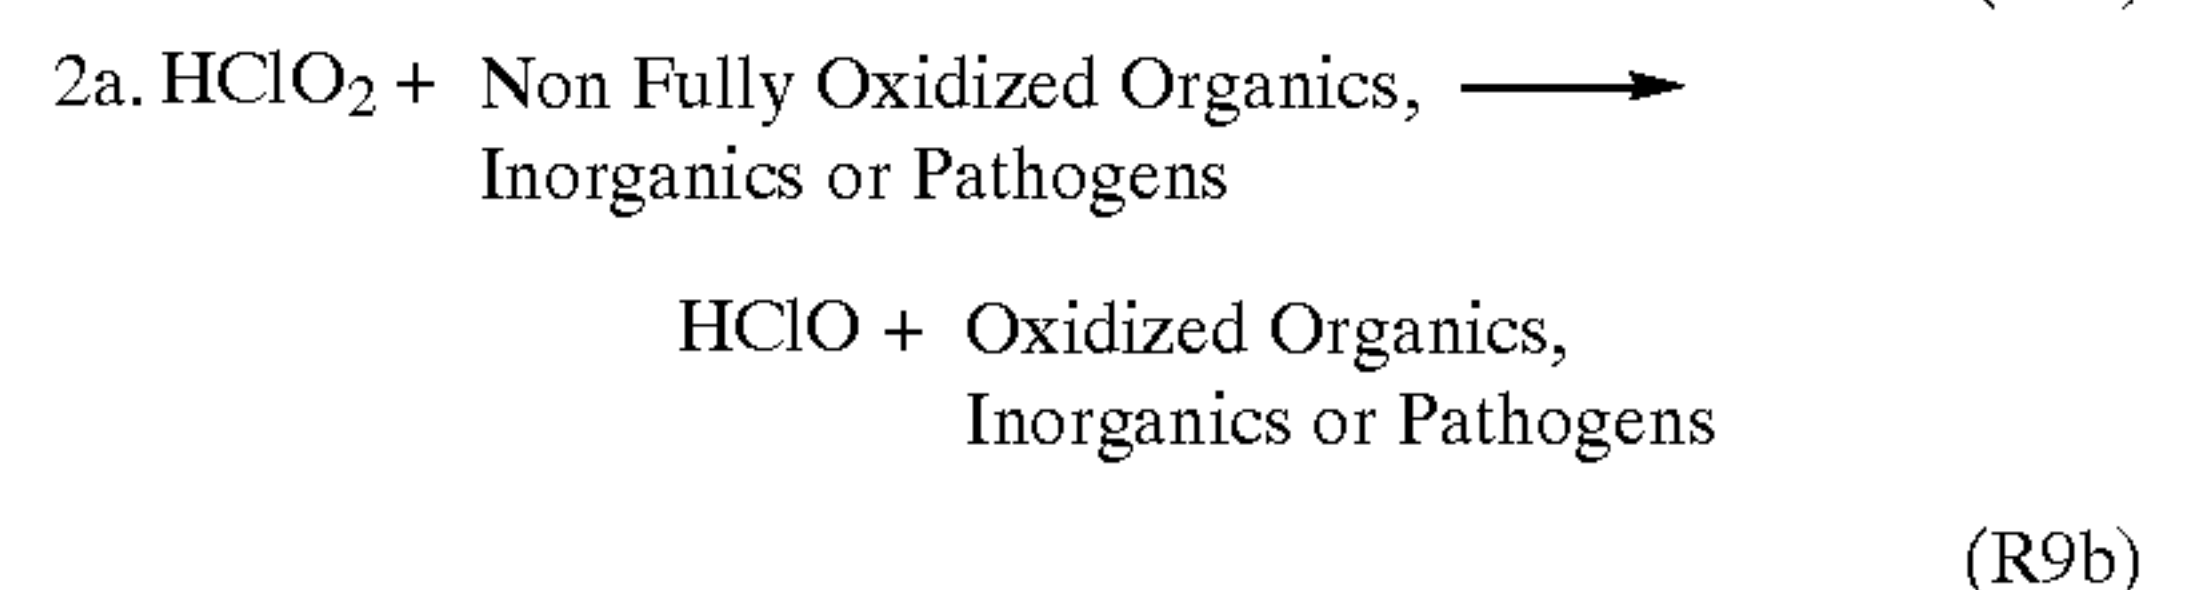 2a. HClO₂ + Non Fully Oxidized Organics, ⟶
Inorganics or Pathogens
HClO + Oxidized Organics,
Inorganics or Pathogens
(R9b)